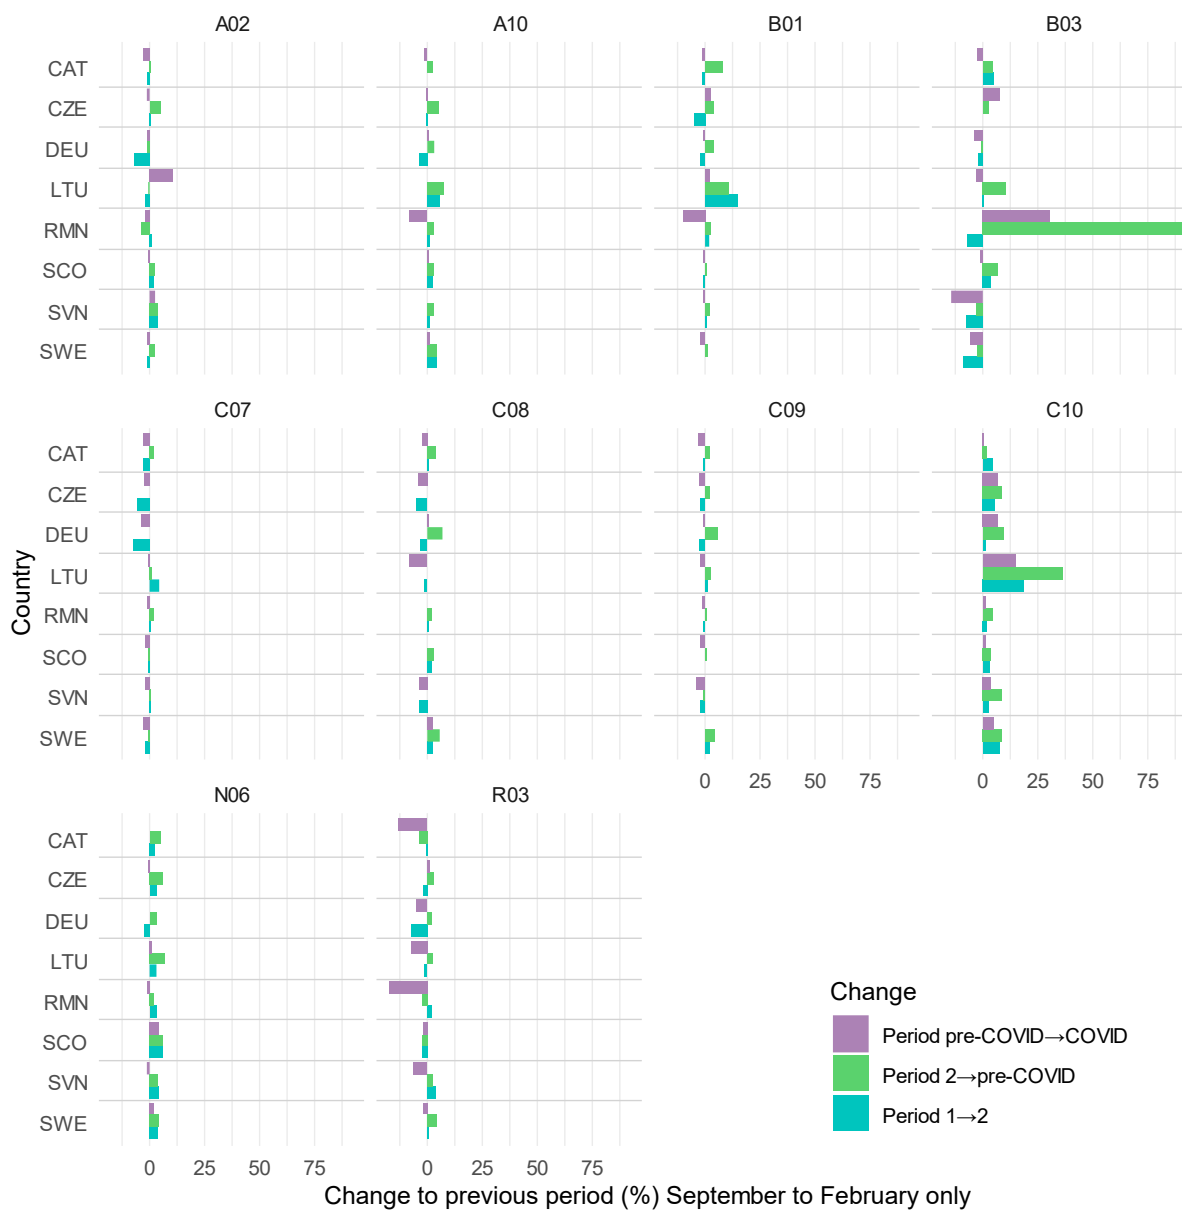 A02 A10 B01 B03
CAT
CZE
DEU
LTU
RMN
SCO
SVN
SWE
C07 C08 C09 C10
CAT
CZE
DEU
LTU
RMN
SCO
SVN
SWE
Country
0 25 50 75 0 25 50 75
N06 R03
CAT
CZE
DEU
LTU
RMN
SCO
SVN
SWE
0 25 50 75 0 25 50 75
Change to previous period (%) September to February only
Change
Period pre-COVID→COVID
Period 2→pre-COVID
Period 1→2